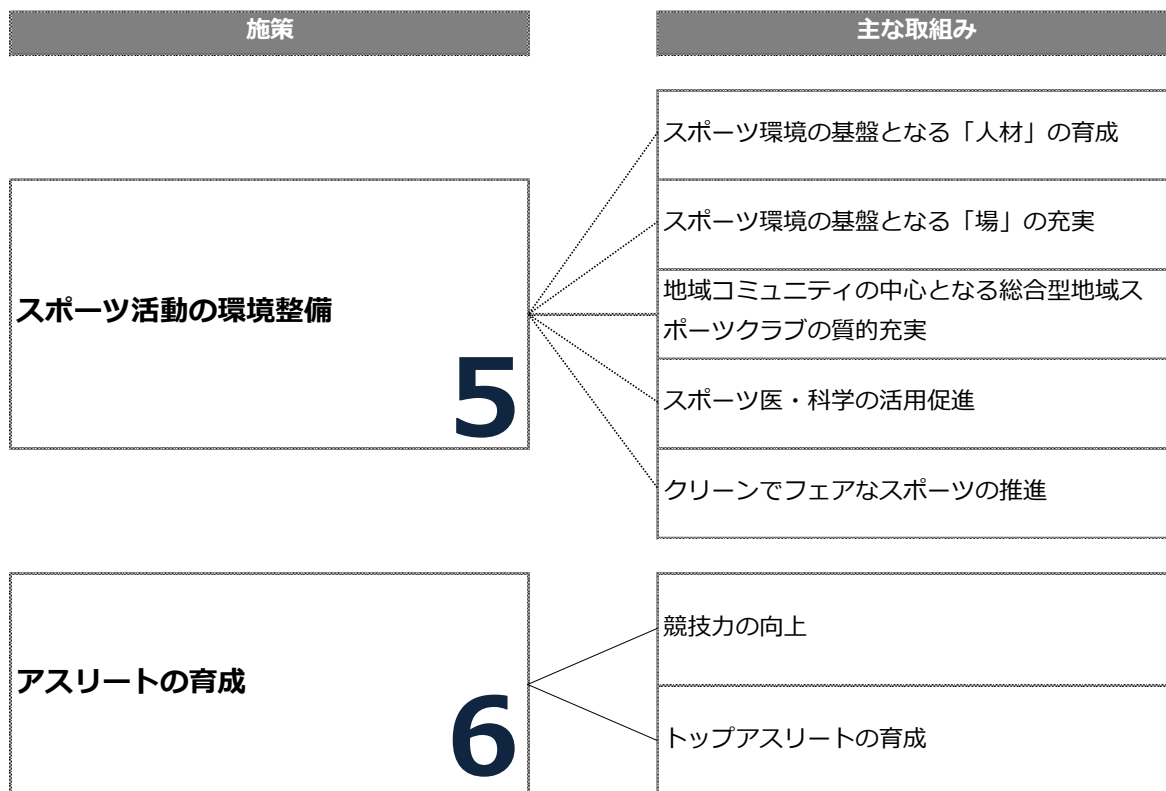 施策
主な取組み
スポーツ活動の環境整備
5
スポーツ環境の基盤となる「人材」の育成
スポーツ環境の基盤となる「場」の充実
地域コミュニティの中心となる総合型地域ス
ポーツクラブの質的充実
スポーツ医・科学の活用促進
クリーンでフェアなスポーツの推進
アスリートの育成
6
競技力の向上
トップアスリートの育成